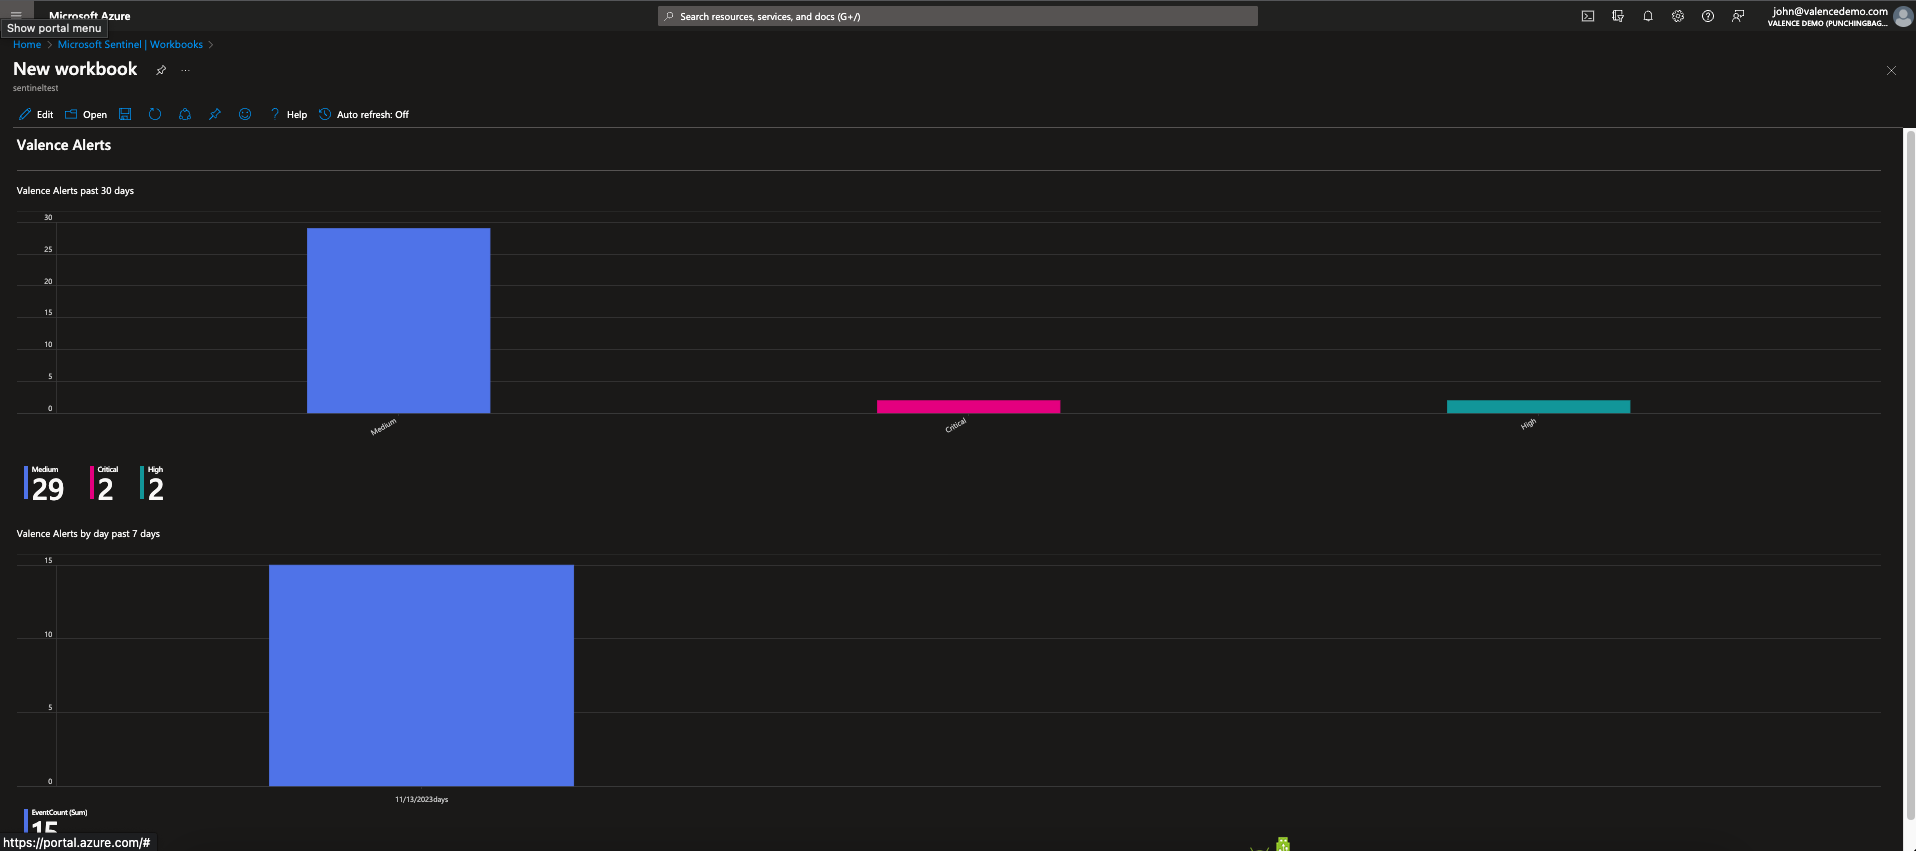 Microsoft Azure
Search resources, services, and docs (G+/)
john@valencedemo.com
VALENCE DEMO (PUNCHINGBAG...
Show portal menu
Home > Microsoft Sentinel | Workbooks >
New workbook
...
sentineltest
Edit Open Help Auto refresh: Off
Valence Alerts
Valence Alerts past 30 days
30
25
20
15
10
5
0
Medium Critical High
Medium Critical High
29 2 2
Valence Alerts by day past 7 days
15
10
5
0
11/13/2023days
EventCount (Sum)
15
https://portal.azure.com/#